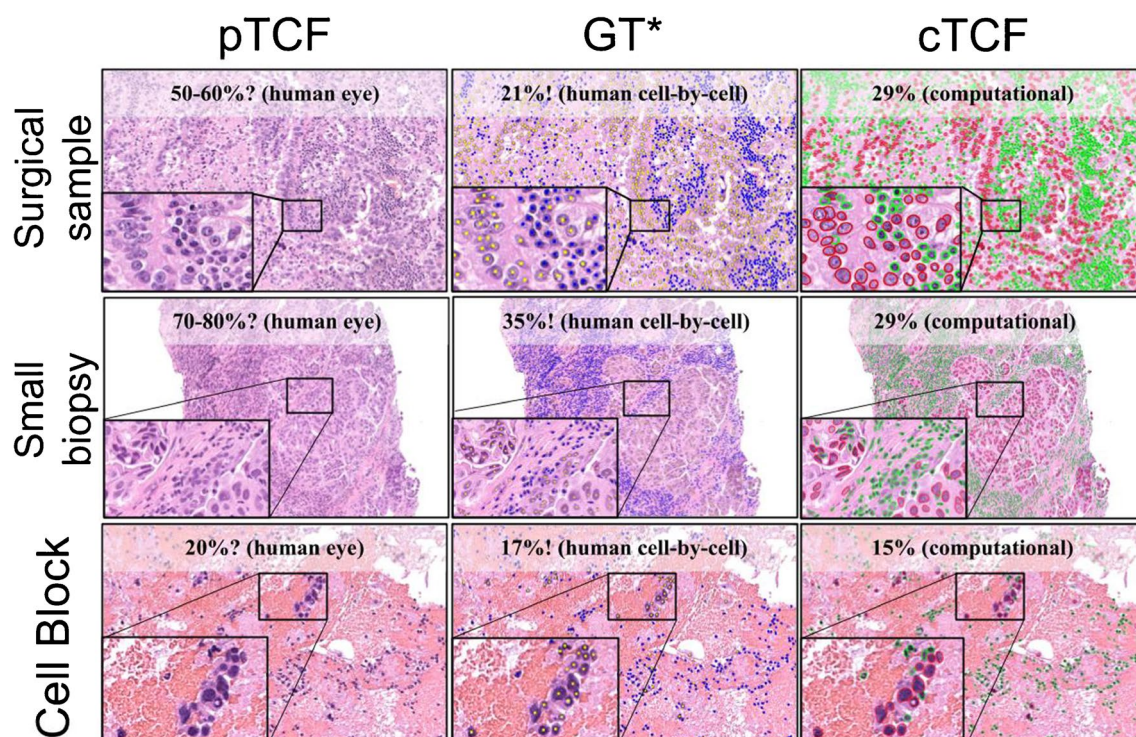 pTCF GT* cTCF
Surgical
sample
50-60%? (human eye) 21%! (human cell-by-cell) 29% (computational)
Small
biopsy
70-80%? (human eye) 35%! (human cell-by-cell) 29% (computational)
Cell Block
20%? (human eye) 17%! (human cell-by-cell) 15% (computational)